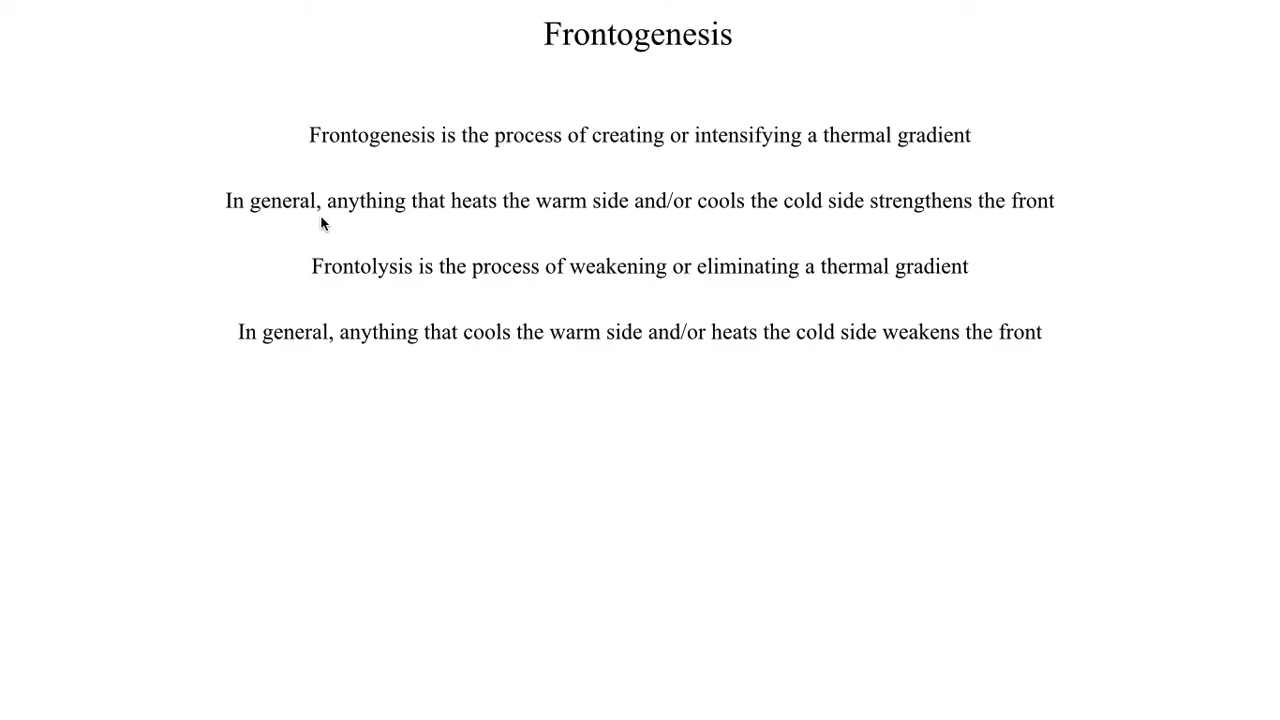 Frontogenesis
Frontogenesis is the process of creating or intensifying a thermal gradient
In general, anything that heats the warm side and/or cools the cold side strengthens the front
Frontolysis is the process of weakening or eliminating a thermal gradient
In general, anything that cools the warm side and/or heats the cold side weakens the front